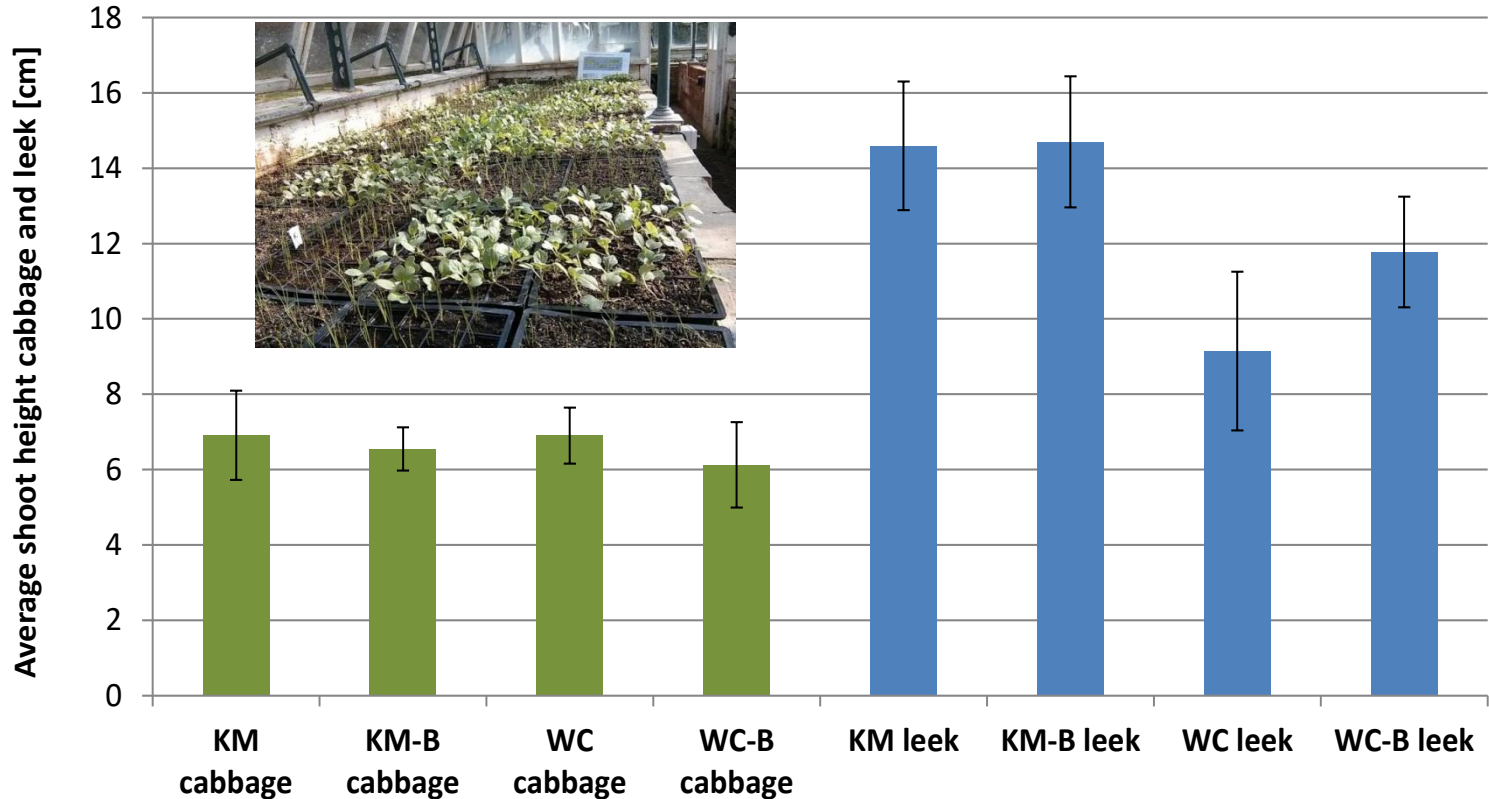 Average shoot height cabbage and leek [cm]
18
16
14
12
10
8
6
4
2
0
KM cabbage
KM-B cabbage
WC cabbage
WC-B cabbage
KM leek
KM-B leek
WC leek
WC-B leek